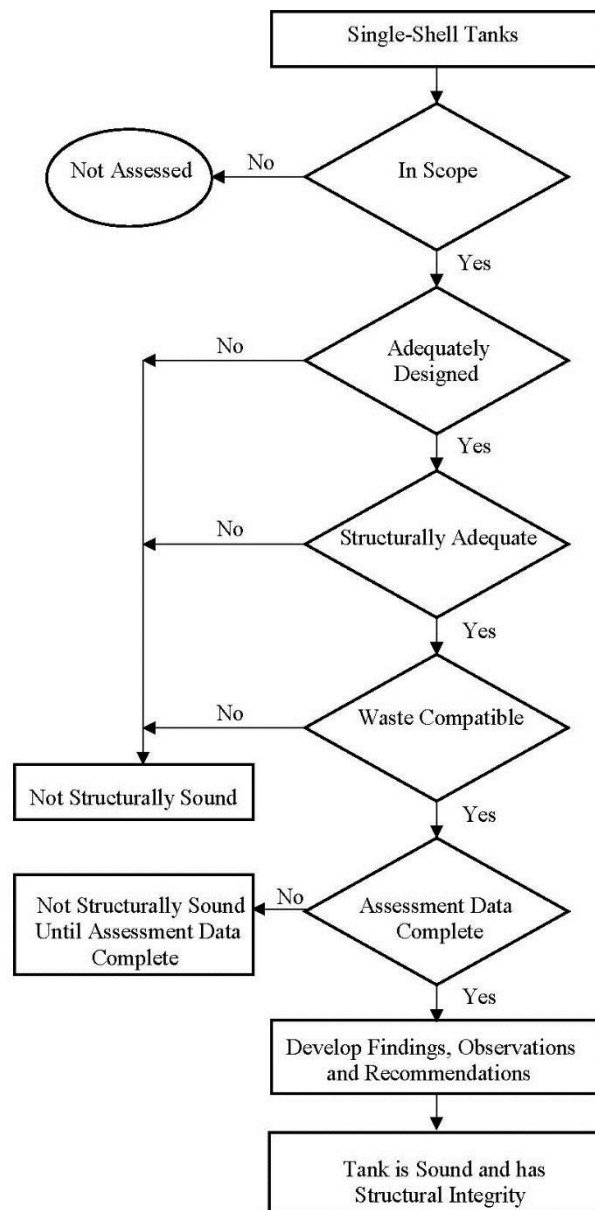 Single-Shell Tanks
Not Assessed
No
In Scope
Yes
No
Adequately
Designed
Yes
No
Structurally Adequate
Yes
No
Waste Compatible
Not Structurally Sound
Yes
Not Structurally Sound
Until Assessment Data
Complete
No
Assessment Data
Complete
Yes
Develop Findings, Observations
and Recommendations
Tank is Sound and has
Structural Integrity